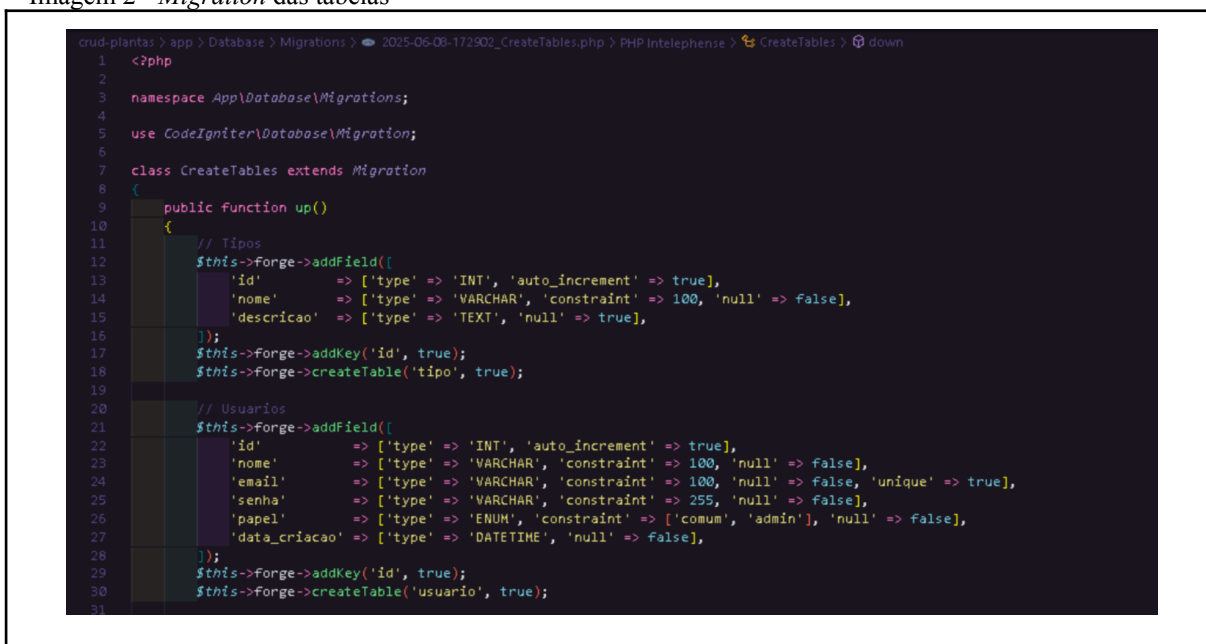 Imagem 2 - Migration das tabelas
crud-plantas > app > Database > Migrations > 2025-06-08-172902_CreateTables.php > PHP Intelephense > CreateTables > down
1 <?php
2
3 namespace App\Database\Migrations;
4
5 use CodeIgniter\Database\Migration;
6
7 class CreateTables extends Migration
8 {
9 public function up()
10 {
11 // Tipos
12 $this->forge->addField([
13 'id' => ['type' => 'INT', 'auto_increment' => true],
14 'nome' => ['type' => 'VARCHAR', 'constraint' => 100, 'null' => false],
15 'descricao' => ['type' => 'TEXT', 'null' => true],
16 ]);
17 $this->forge->addKey('id', true);
18 $this->forge->createTable('tipo', true);
19
20 // Usuarios
21 $this->forge->addField([
22 'id' => ['type' => 'INT', 'auto_increment' => true],
23 'nome' => ['type' => 'VARCHAR', 'constraint' => 100, 'null' => false],
24 'email' => ['type' => 'VARCHAR', 'constraint' => 100, 'null' => false, 'unique' => true],
25 'senha' => ['type' => 'VARCHAR', 'constraint' => 255, 'null' => false],
26 'papel' => ['type' => 'ENUM', 'constraint' => ['comum', 'admin'], 'null' => false],
27 'data_criacao' => ['type' => 'DATETIME', 'null' => false],
28 ]);
29 $this->forge->addKey('id', true);
30 $this->forge->createTable('usuario', true);
31